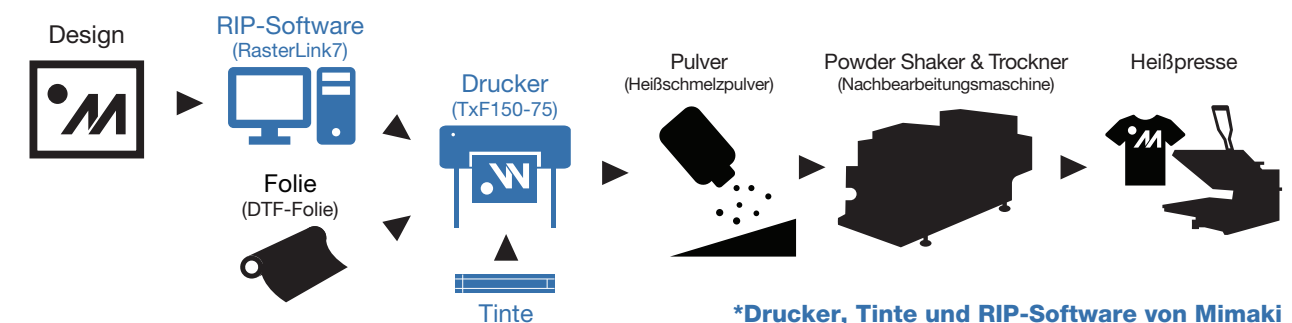 Design
RIP-Software
(RasterLink7)
Folie
(DTF-Folie)
Drucker
(TxF150-75)
Tinte
Pulver
(Heißschmelzpulver)
Powder Shaker & Trockner
(Nachbearbeitungsmaschine)
Heißpresse
*Drucker, Tinte und RIP-Software von Mimaki